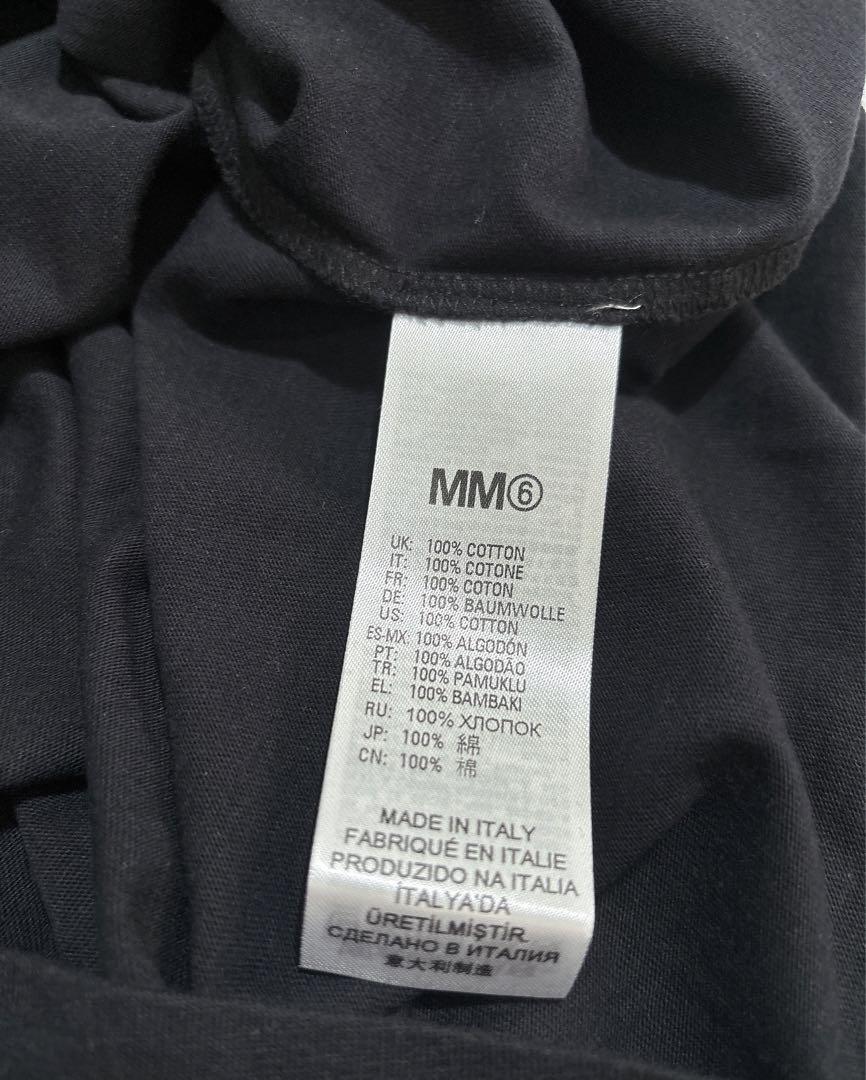 MM⑥
UK: 100% COTTON
IT: 100% COTONE
FR: 100% COTON
DE: 100% BAUMWOLLE
US: 100% COTTON
ES-MX: 100% ALGODÓN
PT: 100% ALGODÃO
TR: 100% PAMUKLU
EL: 100% BAMBAKI
RU: 100% ХЛОПОК
JP: 100% 綿
CN: 100% 棉
MADE IN ITALY
FABRIQUÉ EN ITALIE
PRODUZIDO NA ITALIA
İTALYA'DA
ÜRETİLMİŞTİR
СДЕЛАНО В ИТАЛИЯ
意大利制造